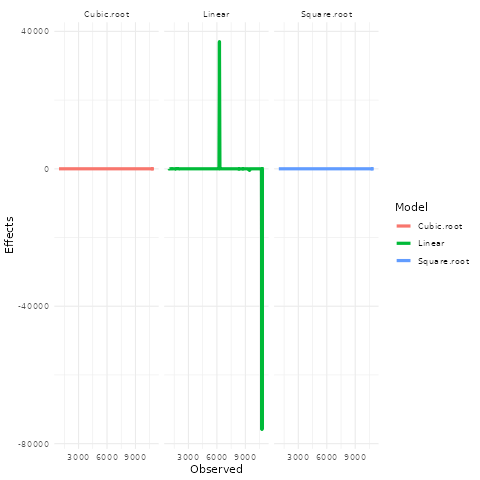 Cubic.root Linear Square.root
40000
0
-40000
-80000
Effects
3000 6000 9000 3000 6000 9000 3000 6000 9000
Observed
Model
Cubic.root
Linear
Square.root